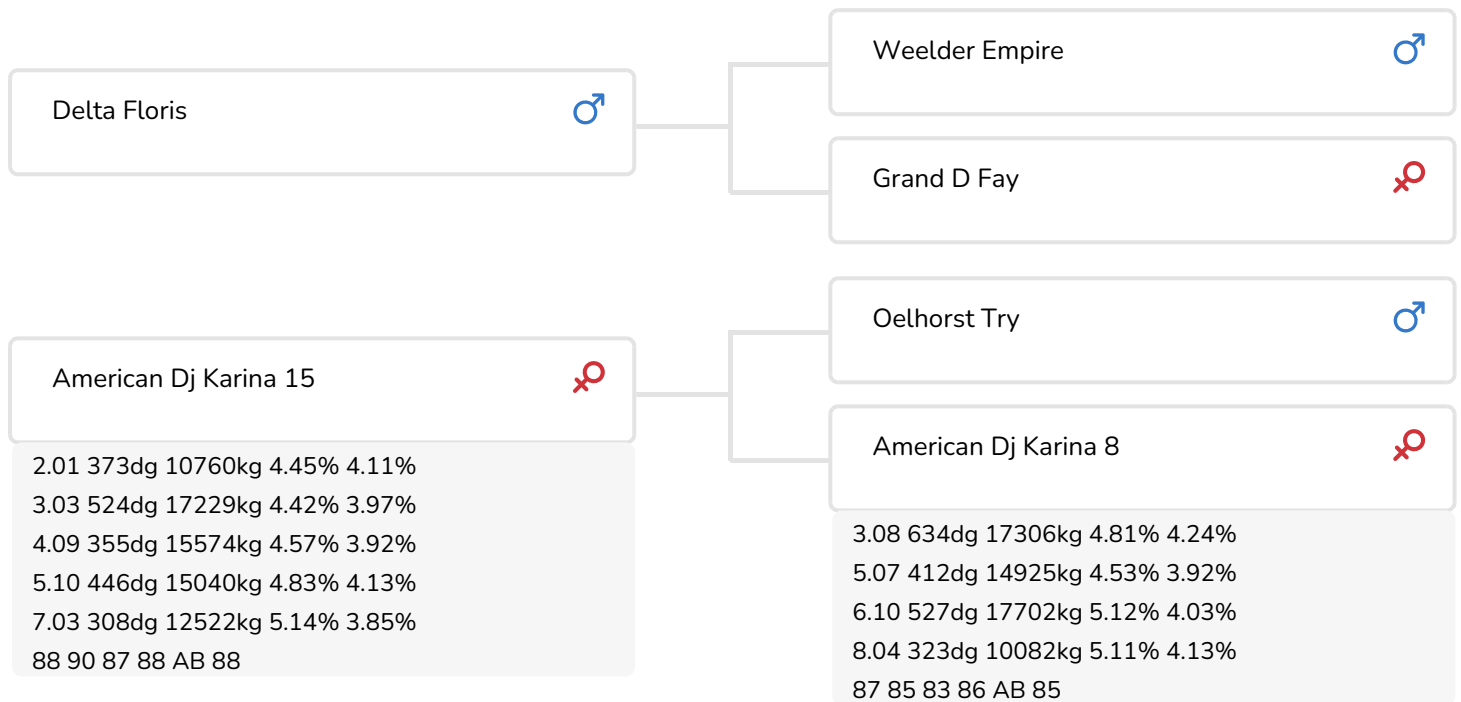 Delta Floris
American Dj Karina 15
2.01 373dg 10760kg 4.45% 4.11%
3.03 524dg 17229kg 4.42% 3.97%
4.09 355dg 15574kg 4.57% 3.92%
5.10 446dg 15040kg 4.83% 4.13%
7.03 308dg 12522kg 5.14% 3.85%
88 90 87 88 AB 88
Weelder Empire
Grand D Fay
Oelhorst Try
American Dj Karina 8
3.08 634dg 17306kg 4.81% 4.24%
5.07 412dg 14925kg 4.53% 3.92%
6.10 527dg 17702kg 5.12% 4.03%
8.04 323dg 10082kg 5.11% 4.13%
87 85 83 86 AB 85